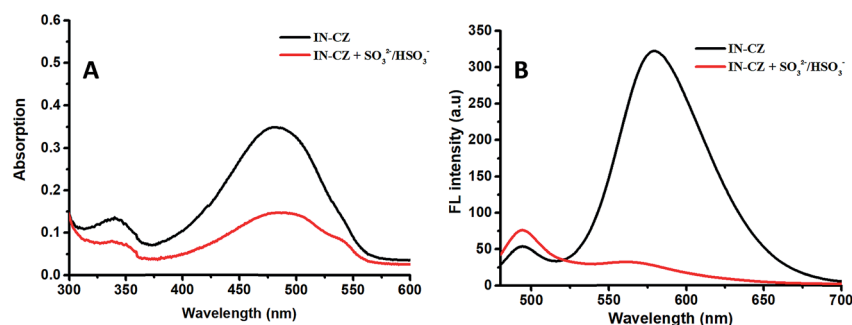 A
IN-CZ
IN-CZ + SO₃²⁻/HSO₃⁻
Absorption
0.6
0.5
0.4
0.3
0.2
0.1
0.0
300 350 400 450 500 550 600
Wavelength (nm)
B
IN-CZ
IN-CZ + SO₃²⁻/HSO₃⁻
FL intensity (a.u)
350
300
250
200
150
100
50
0
500 550 600 650 700
Wavelength (nm)